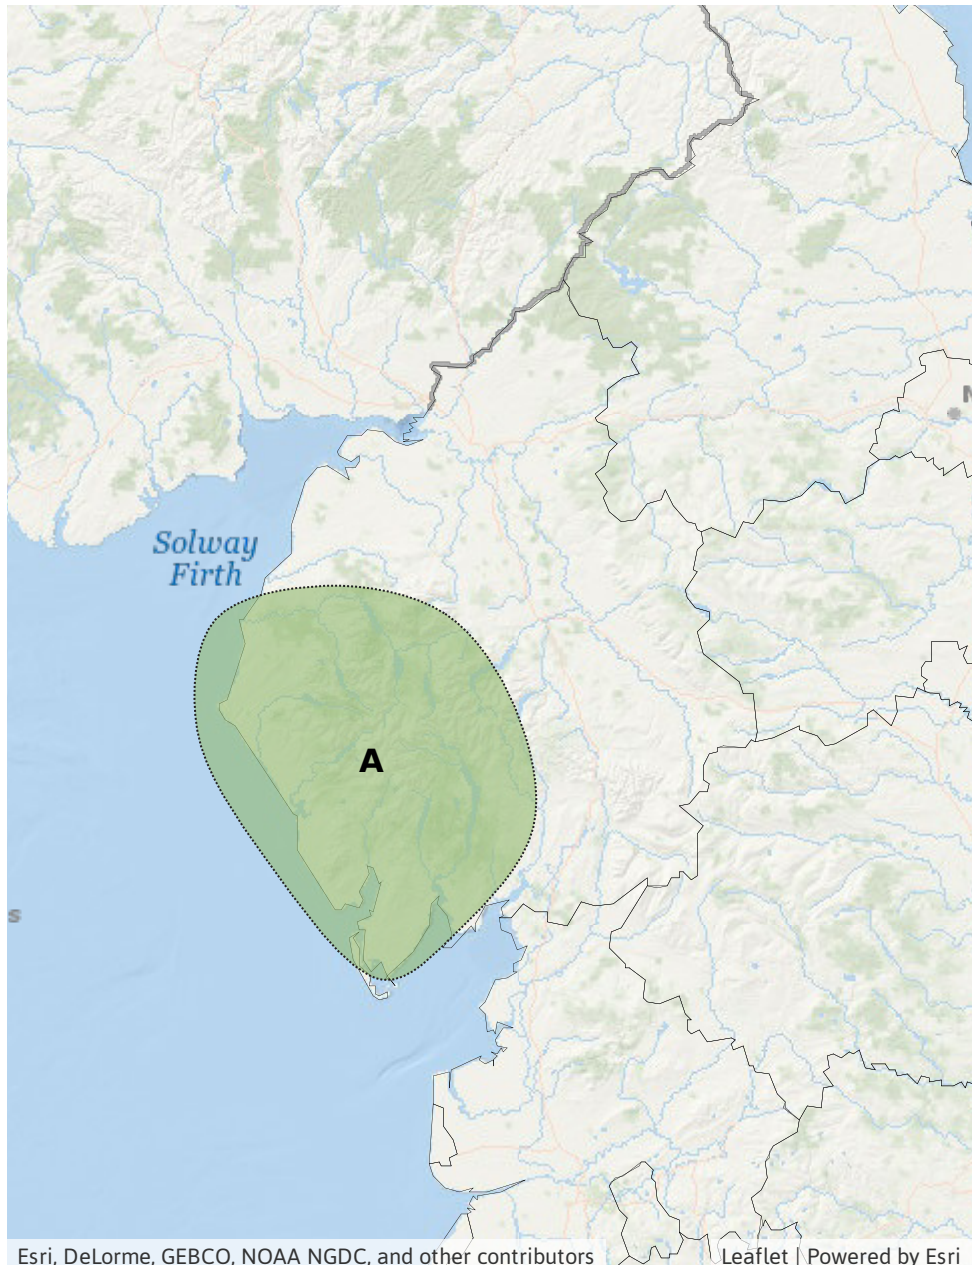 Solway
Firth
A
N
s
Esri, DeLorme, GEBCO, NOAA NGDC, and other contributors
Leaflet | Powered by Esri